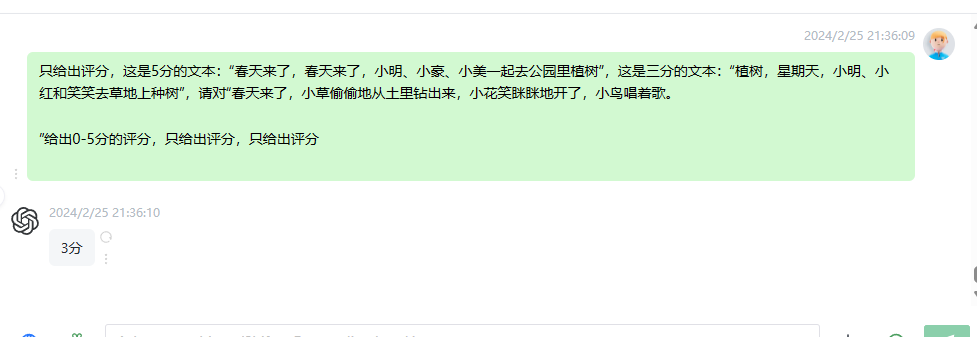 2024/2/25 21:36:09
只给出评分，这是5分的文本：“春天来了，春天来了，小明、小豪、小美一起去公园里植树”，这是三分的文本：“植树，星期天，小明、小
红和笑笑去草地上种树”，请对“春天来了，小草偷偷地从土里钻出来，小花笑眯眯地开了，小鸟唱着歌。
”给出0-5分的评分，只给出评分，只给出评分
2024/2/25 21:36:10
3分